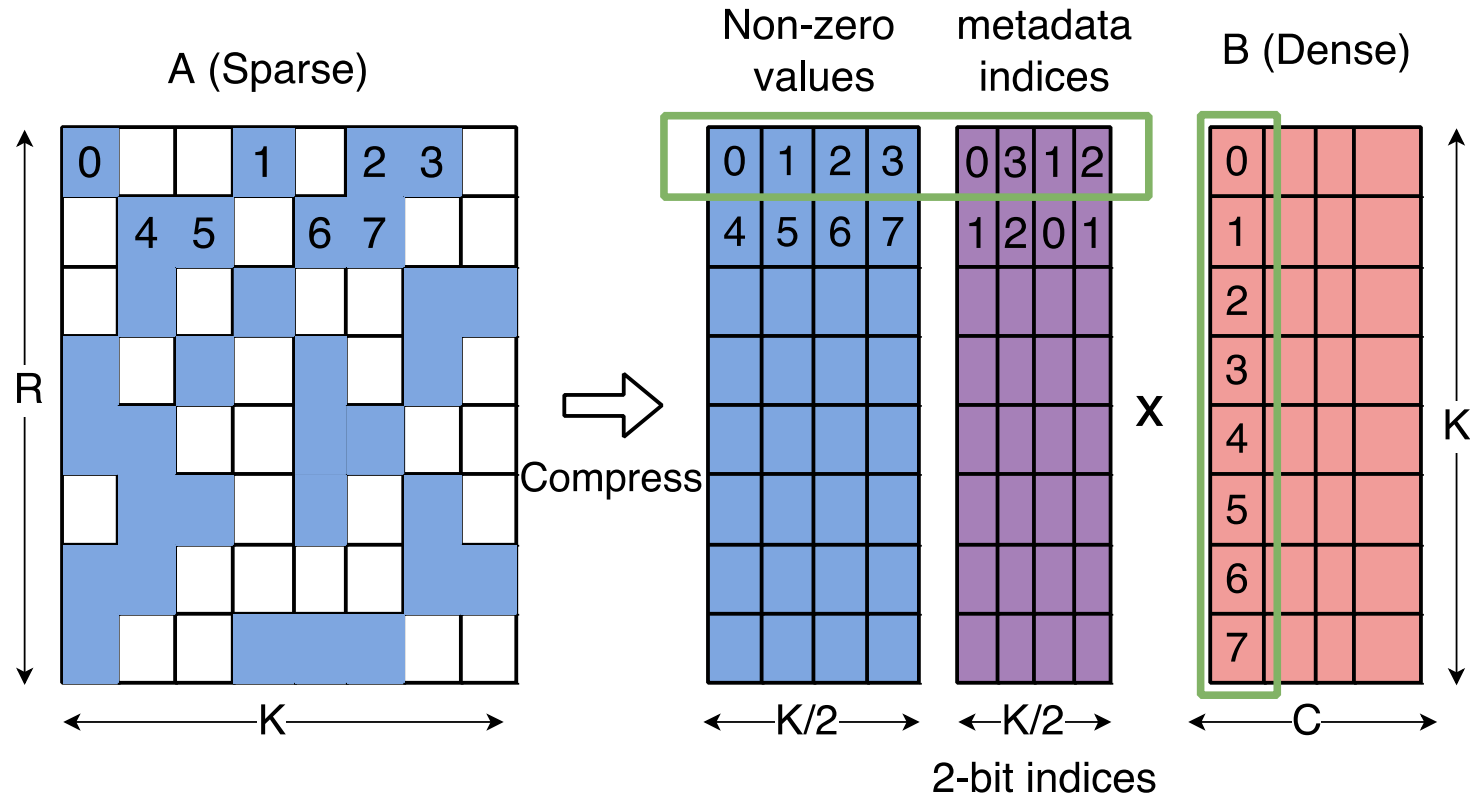 Non-zero values
metadata indices
A (Sparse)
B (Dense)
0 1 2 3
4 5 6 7
R
K
Compress
0 1 2 3
4 5 6 7
K/2
0 3 1 2
1 2 0 1
K/2
2-bit indices
x
0
1
2
3
4
5
6
7
K
C